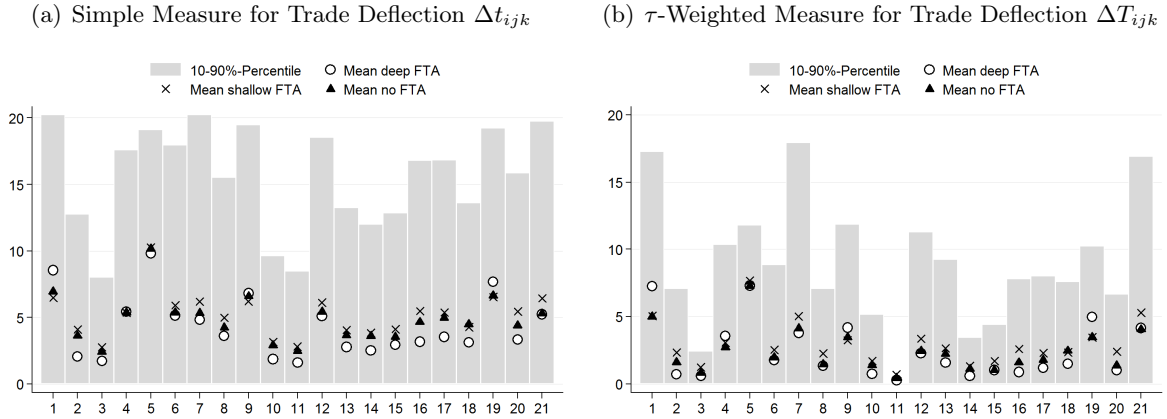 (a) Simple Measure for Trade Deflection Δt_ijk
10-90%-Percentile
Mean deep FTA
Mean shallow FTA
Mean no FTA
20
15
10
5
0
1 2 3 4 5 6 7 8 9 10 11 12 13 14 15 16 17 18 19 20 21
(b) τ-Weighted Measure for Trade Deflection ΔT_ijk
10-90%-Percentile
Mean deep FTA
Mean shallow FTA
Mean no FTA
20
15
10
5
0
1 2 3 4 5 6 7 8 9 10 11 12 13 14 15 16 17 18 19 20 21